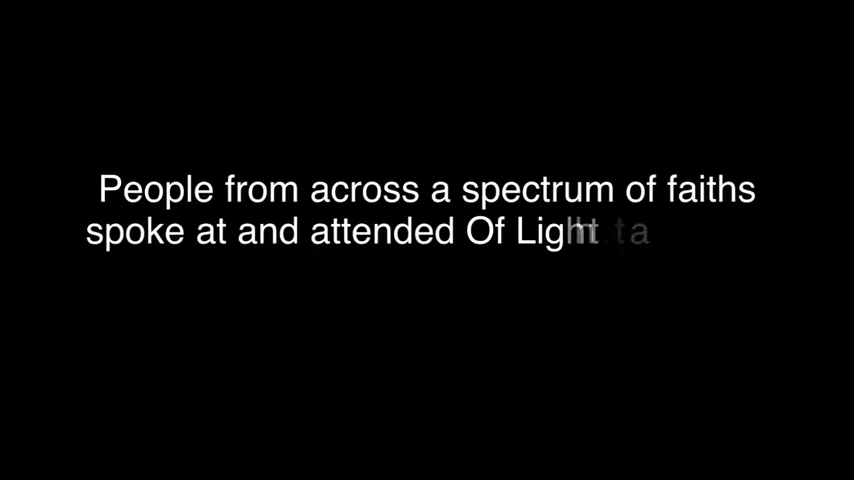 People from across a spectrum of faiths
spoke at and attended Of Light